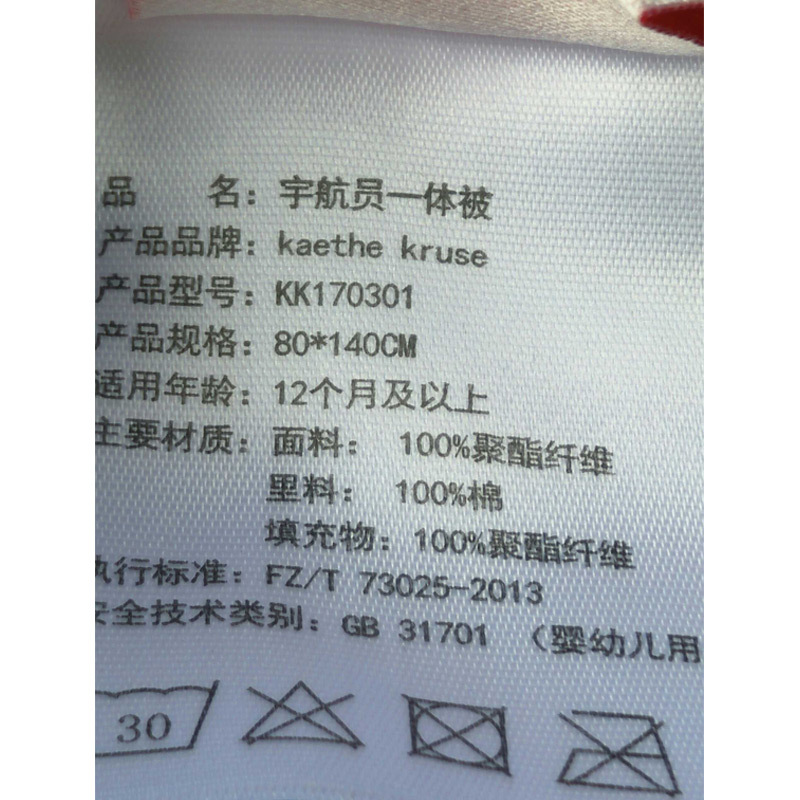 品 名：宇航员一体被
产品品牌：kaethe kruse
产品型号：KK170301
产品规格：80*140CM
适用年龄：12个月及以上
主要材质：面料： 100%聚酯纤维
里料： 100%棉
填充物：100%聚酯纤维
执行标准：FZ/T 73025-2013
安全技术类别：GB 31701 （婴幼儿用
30